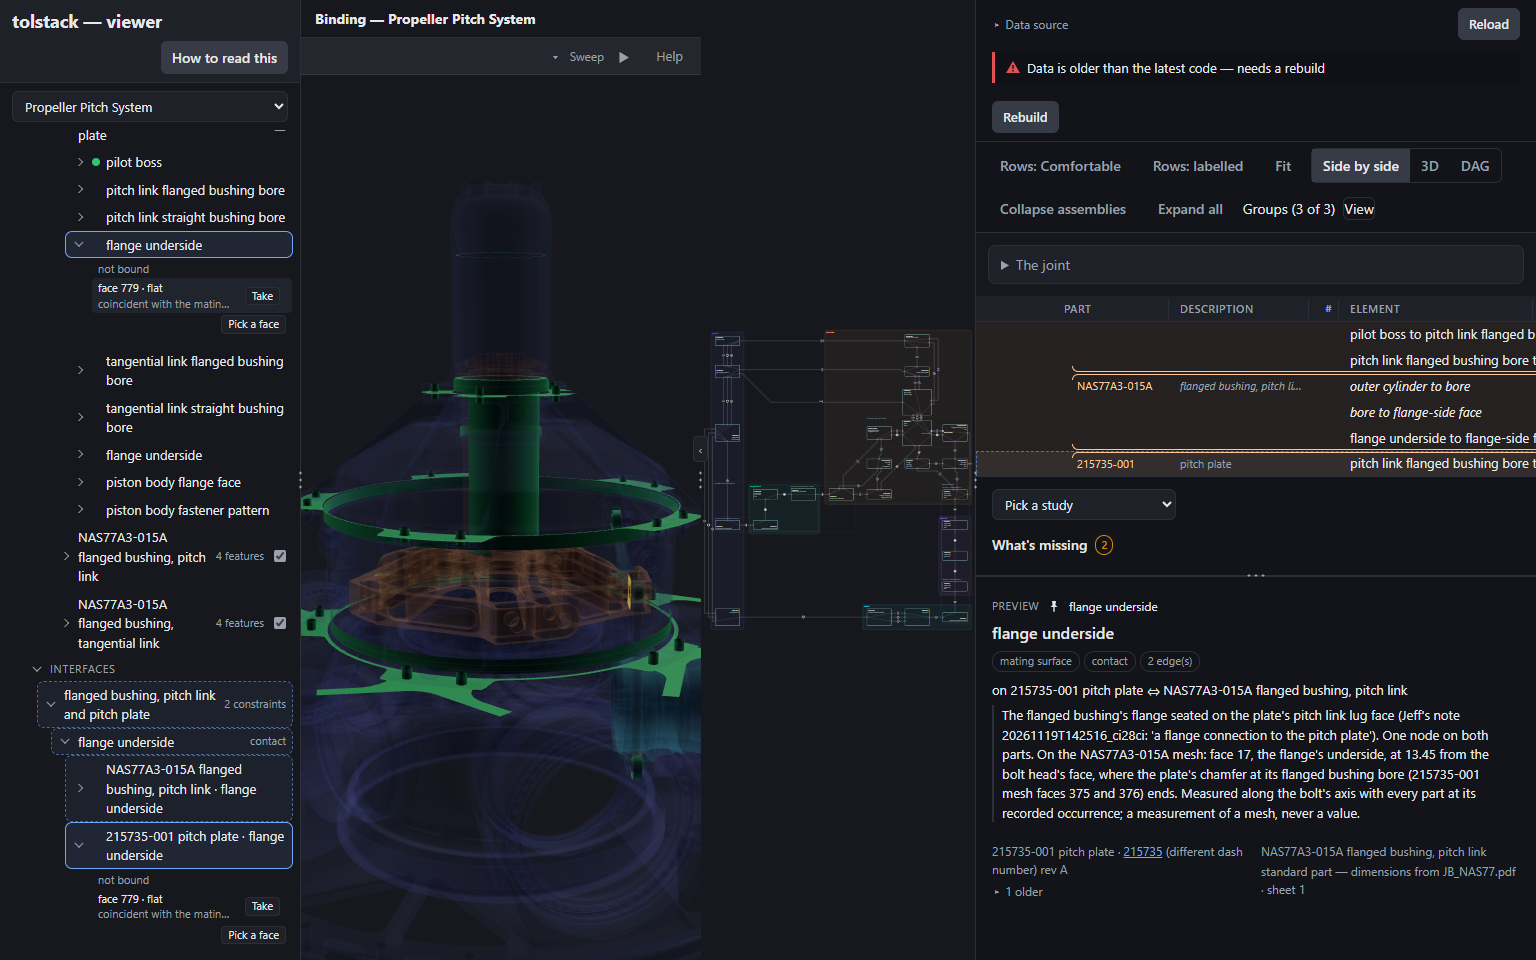 tolstack — viewer
How to read this
Propeller Pitch System
plate
pilot boss
pitch link flanged bushing bore
pitch link straight bushing bore
flange underside
not bound
face 779 · flat
coincident with the matin...
Take
Pick a face
tangential link flanged bushing
bore
tangential link straight bushing
bore
flange underside
piston body flange face
piston body fastener pattern
NAS77A3-015A
flanged bushing, pitch
link
4 features
NAS77A3-015A
flanged bushing,
tangential link
4 features
INTERFACES
flanged bushing, pitch link
and pitch plate
2 constraints
flange underside
contact
NAS77A3-015A flanged
bushing, pitch link · flange
underside
215735-001 pitch plate · flange
underside
not bound
face 779 · flat
coincident with the matin...
Take
Pick a face
Binding — Propeller Pitch System
Sweep
Help
Data source
Reload
Data is older than the latest code — needs a rebuild
Rebuild
Rows: Comfortable
Rows: labelled
Fit
Side by side
3D
DAG
Collapse assemblies
Expand all
Groups (3 of 3)
View
The joint
PART
DESCRIPTION
#
ELEMENT
pilot boss to pitch link flanged b
pitch link flanged bushing bore t
NAS77A3-015A
flanged bushing, pitch li...
outer cylinder to bore
bore to flange-side face
flange underside to flange-side f
215735-001
pitch plate
pitch link flanged bushing bore t
Pick a study
What's missing
2
PREVIEW
flange underside
flange underside
mating surface
contact
2 edge(s)
on 215735-001 pitch plate ⇔ NAS77A3-015A flanged bushing, pitch link
The flanged bushing's flange seated on the plate's pitch link lug face (Jeff's note
20261119T142516_ci28ci: 'a flange connection to the pitch plate'). One node on both
parts. On the NAS77A3-015A mesh: face 17, the flange's underside, at 13.45 from the
bolt head's face, where the plate's chamfer at its flanged bushing bore (215735-001
mesh faces 375 and 376) ends. Measured along the bolt's axis with every part at its
recorded occurrence; a measurement of a mesh, never a value.
215735-001 pitch plate · 215735 (different dash
number) rev A
1 older
NAS77A3-015A flanged bushing, pitch link
standard part — dimensions from JB_NAS77.pdf
· sheet 1